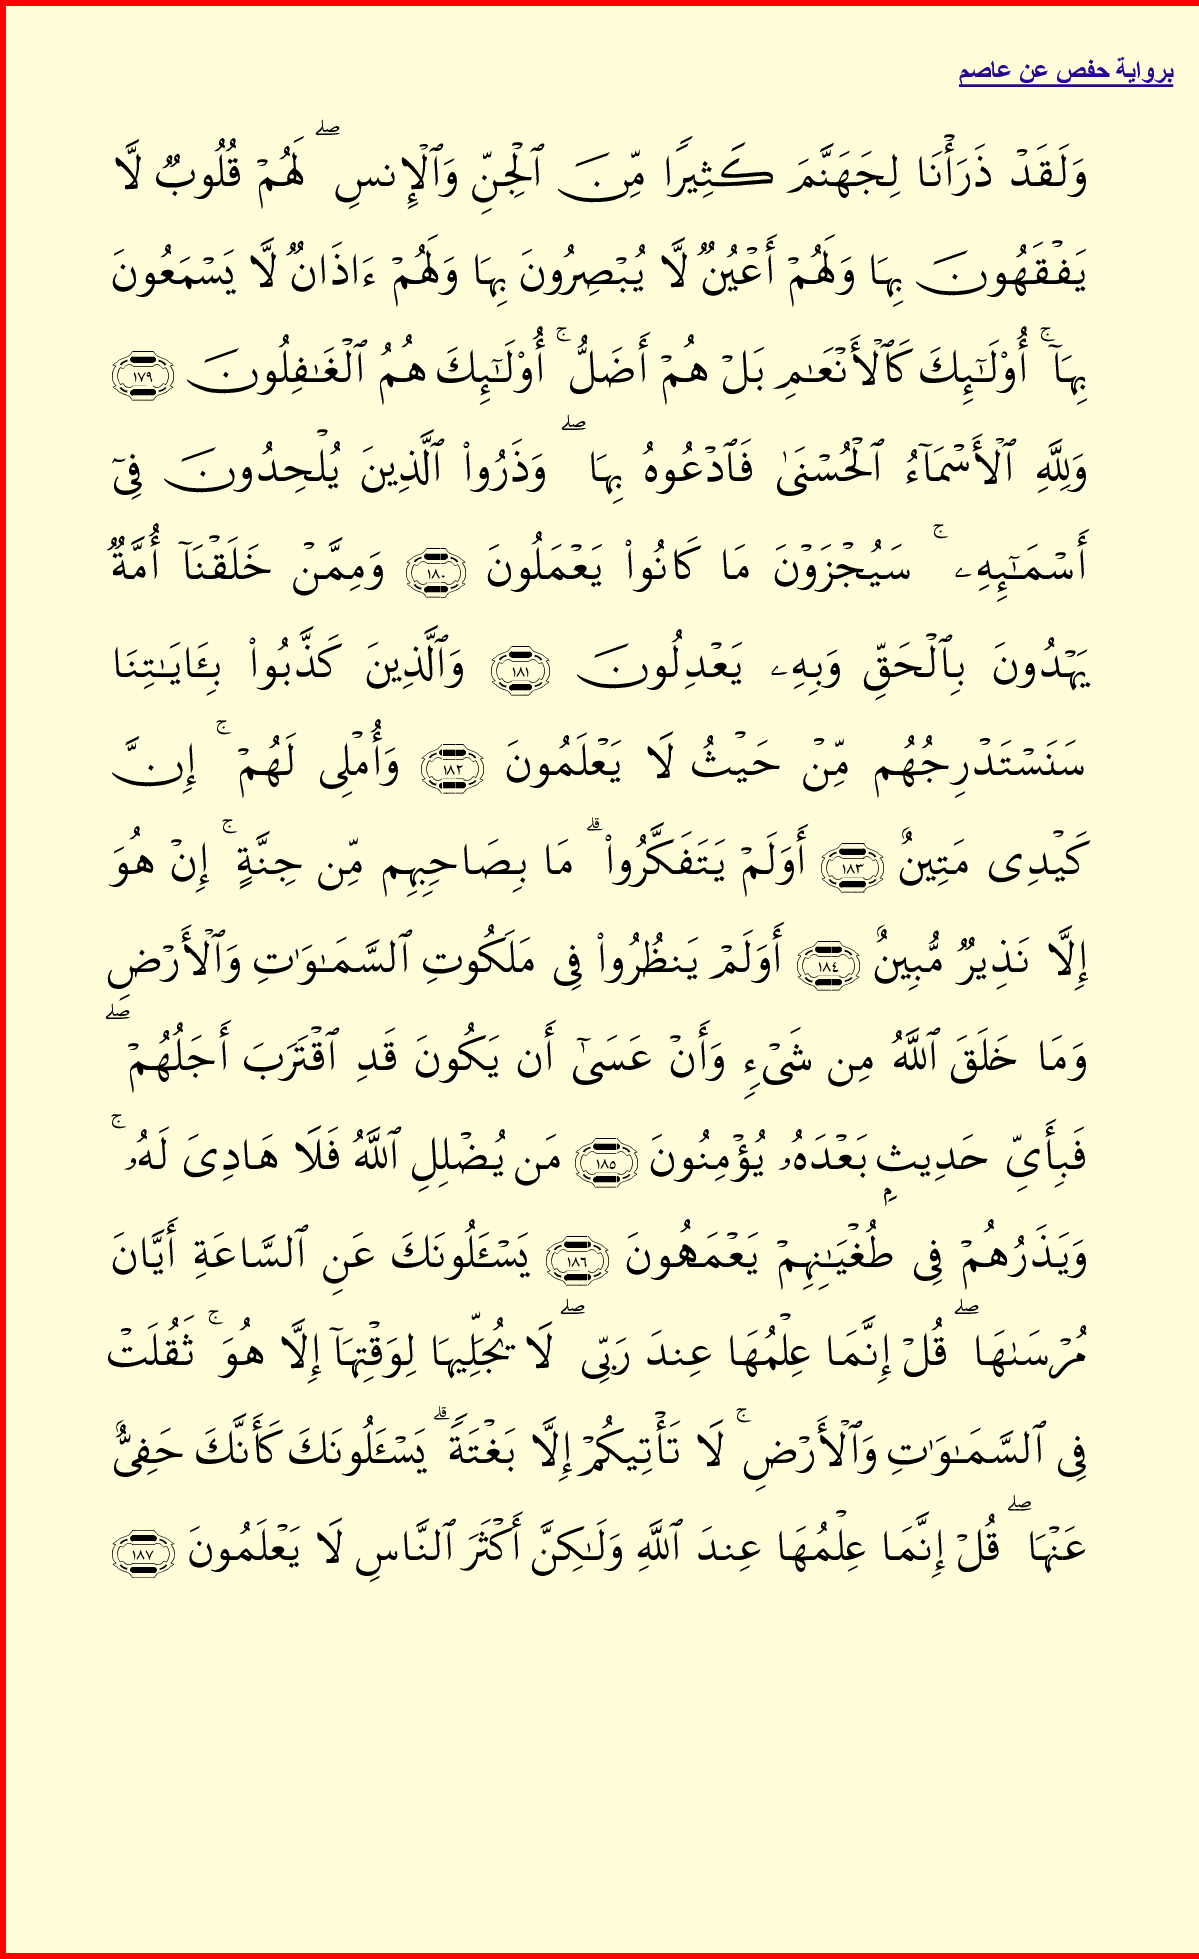 برواية حفص عن عاصم
وَلَقَدْ ذَرَأْنَا لِجَهَنَّمَ كَثِيرًا مِّنَ ٱلْجِنِّ وَٱلْإِنسِ ۖ لَهُمْ قُلُوبٌ لَّا
يَفْقَهُونَ بِهَا وَلَهُمْ أَعْيُنٌ لَّا يُبْصِرُونَ بِهَا وَلَهُمْ ءَاذَانٌ لَّا يَسْمَعُونَ
بِهَآ ۚ أُو۟لَـٰٓئِكَ كَٱلْأَنْعَـٰمِ بَلْ هُمْ أَضَلُّ ۚ أُو۟لَـٰٓئِكَ هُمُ ٱلْغَـٰفِلُونَ ١٧٩
وَلِلَّهِ ٱلْأَسْمَآءُ ٱلْحُسْنَىٰ فَٱدْعُوهُ بِهَا ۖ وَذَرُوا۟ ٱلَّذِينَ يُلْحِدُونَ فِىٓ
أَسْمَـٰٓئِهِۦ ۚ سَيُجْزَوْنَ مَا كَانُوا۟ يَعْمَلُونَ ١٨٠ وَمِمَّنْ خَلَقْنَآ أُمَّةٌ
يَهْدُونَ بِٱلْحَقِّ وَبِهِۦ يَعْدِلُونَ ١٨١ وَٱلَّذِينَ كَذَّبُوا۟ بِـَٔايَـٰتِنَا
سَنَسْتَدْرِجُهُم مِّنْ حَيْثُ لَا يَعْلَمُونَ ١٨٢ وَأُمْلِى لَهُمْ ۚ إِنَّ
كَيْدِى مَتِينٌ ١٨٣ أَوَلَمْ يَتَفَكَّرُوا۟ ۗ مَا بِصَاحِبِهِم مِّن جِنَّةٍ ۚ إِنْ هُوَ
إِلَّا نَذِيرٌ مُّبِينٌ ١٨٤ أَوَلَمْ يَنظُرُوا۟ فِى مَلَكُوتِ ٱلسَّمَـٰوَٰتِ وَٱلْأَرْضِ
وَمَا خَلَقَ ٱللَّهُ مِن شَىْءٍ وَأَنْ عَسَىٰٓ أَن يَكُونَ قَدِ ٱقْتَرَبَ أَجَلُهُمْ ۖ
فَبِأَىِّ حَدِيثٍۭ بَعْدَهُۥ يُؤْمِنُونَ ١٨٥ مَن يُضْلِلِ ٱللَّهُ فَلَا هَادِىَ لَهُۥ ۚ
وَيَذَرُهُمْ فِى طُغْيَـٰنِهِمْ يَعْمَهُونَ ١٨٦ يَسْـَٔلُونَكَ عَنِ ٱلسَّاعَةِ أَيَّانَ
مُرْسَىٰهَا ۖ قُلْ إِنَّمَا عِلْمُهَا عِندَ رَبِّى ۖ لَا يُجَلِّيهَا لِوَقْتِهَآ إِلَّا هُوَ ۚ ثَقُلَتْ
فِى ٱلسَّمَـٰوَٰتِ وَٱلْأَرْضِ ۚ لَا تَأْتِيكُمْ إِلَّا بَغْتَةً ۗ يَسْـَٔلُونَكَ كَأَنَّكَ حَفِىٌّ
عَنْهَا ۖ قُلْ إِنَّمَا عِلْمُهَا عِندَ ٱللَّهِ وَلَـٰكِنَّ أَكْثَرَ ٱلنَّاسِ لَا يَعْلَمُونَ ١٨٧